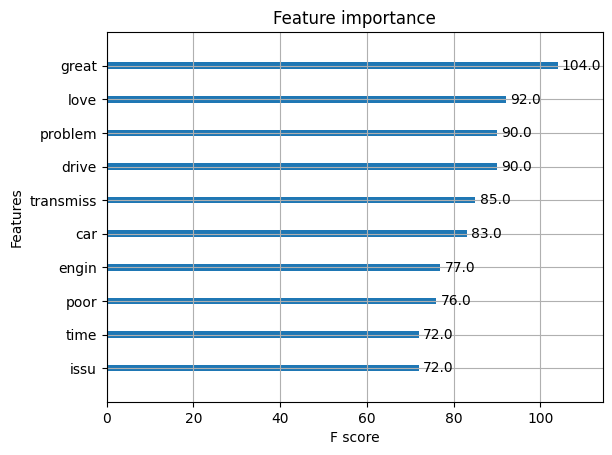 Feature importance
great 104.0
love 92.0
problem 90.0
drive 90.0
transmiss 85.0
car 83.0
engin 77.0
poor 76.0
time 72.0
issu 72.0
Features
0 20 40 60 80 100
F score